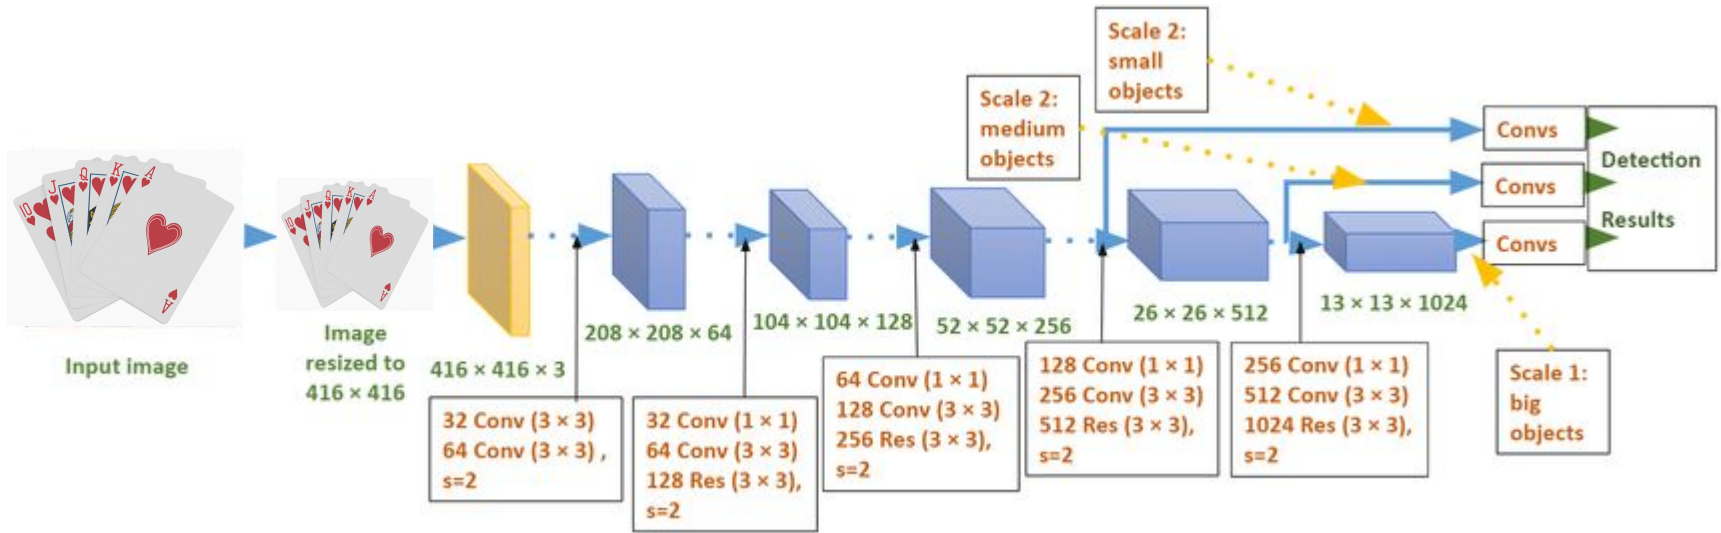 10
J
Q
K
A
A
Input image
10
J
Q
K
A
A
Image
resized to
416 × 416
416 × 416 × 3
32 Conv (3 × 3)
64 Conv (3 × 3) ,
s=2
208 × 208 × 64
32 Conv (1 × 1)
64 Conv (3 × 3)
128 Res (3 × 3),
s=2
104 × 104 × 128
64 Conv (1 × 1)
128 Conv (3 × 3)
256 Res (3 × 3),
s=2
52 × 52 × 256
128 Conv (1 × 1)
256 Conv (3 × 3)
512 Res (3 × 3),
s=2
26 × 26 × 512
256 Conv (1 × 1)
512 Conv (3 × 3)
1024 Res (3 × 3),
s=2
13 × 13 × 1024
Scale 2:
medium
objects
Scale 2:
small
objects
Scale 1:
big
objects
Convs
Convs
Convs
Detection
Results